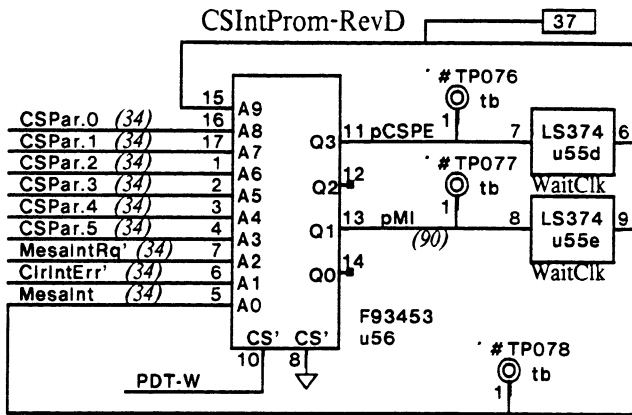 CSIntProm-RevD
37
CSPar.0 (34) 16 A8
CSPar.1 (34) 17 A7
CSPar.2 (34) 1 A6
CSPar.3 (34) 2 A5
CSPar.4 (34) 3 A4
CSPar.5 (34) 4 A3
MesaIntRq' (34) 7 A2
ClrIntErr' (34) 6 A1
MesaInt (34) 5 A0
15 A9
Q3 11 pCSPE
Q2 12
Q1 13 pMI
(90)
Q0 14
CS' CS'
10 8
F93453
u56
PDT-W
#TP076
tb
1
7 LS374 6
u55d
WaitClk
#TP077
tb
1
8 LS374 9
u55e
WaitClk
#TP078
tb
1